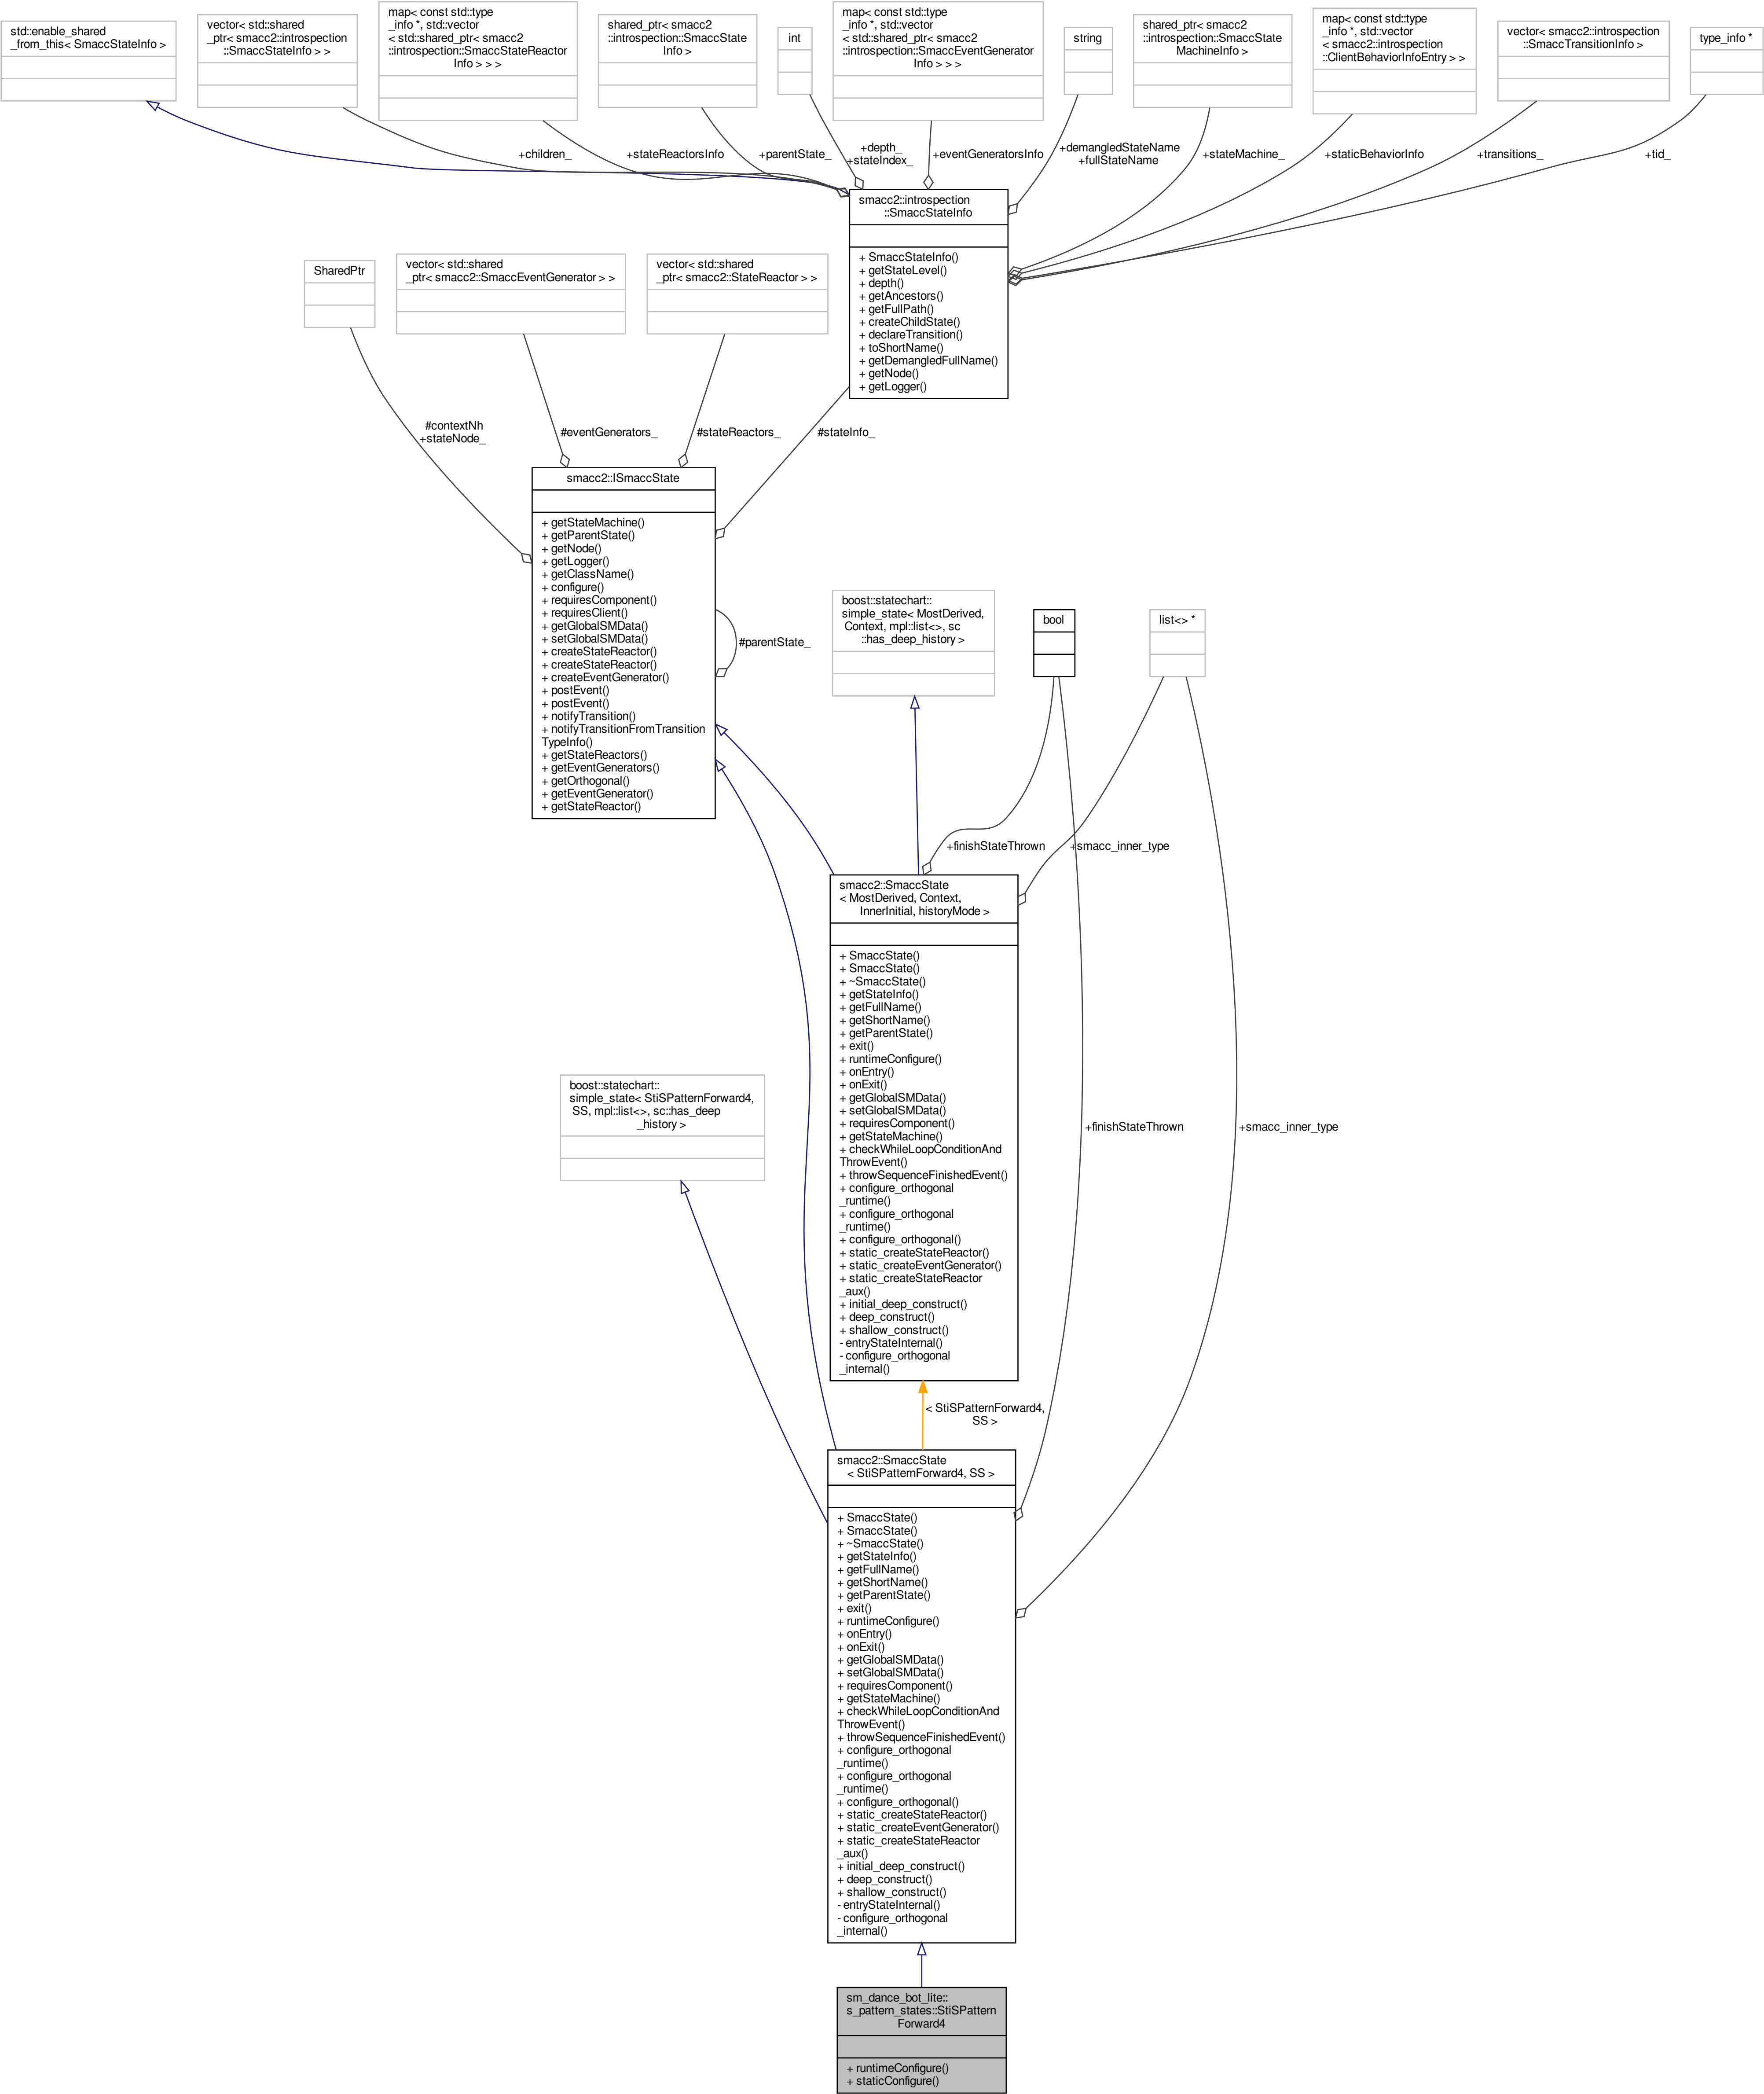 std::enable_shared
_from_this< SmaccStateInfo >
vector< std::shared
_ptr< smacc2::introspection
::SmaccStateInfo > >
map< const std::type
_info *, std::vector
< std::shared_ptr< smacc2
::introspection::SmaccStateReactor
Info > > >
shared_ptr< smacc2
::introspection::SmaccState
Info >
int
map< const std::type
_info *, std::vector
< std::shared_ptr< smacc2
::introspection::SmaccEventGenerator
Info > > >
string
shared_ptr< smacc2
::introspection::SmaccState
MachineInfo >
map< const std::type
_info *, std::vector
< smacc2::introspection
::ClientBehaviorInfoEntry > >
vector< smacc2::introspection
::SmaccTransitionInfo >
type_info *
+children_
+stateReactorsInfo
+parentState_
+depth_
+stateIndex_
+eventGeneratorsInfo
+demangledStateName
+fullStateName
+stateMachine_
+staticBehaviorInfo
+transitions_
+tid_
smacc2::introspection
::SmaccStateInfo
+ SmaccStateInfo()
+ getStateLevel()
+ depth()
+ getAncestors()
+ getFullPath()
+ createChildState()
+ declareTransition()
+ toShortName()
+ getDemangledFullName()
+ getNode()
+ getLogger()
SharedPtr
vector< std::shared
_ptr< smacc2::SmaccEventGenerator > >
vector< std::shared
_ptr< smacc2::StateReactor > >
#contextNh
+stateNode_
#eventGenerators_
#stateReactors_
#stateInfo_
smacc2::ISmaccState
+ getStateMachine()
+ getParentState()
+ getNode()
+ getLogger()
+ getClassName()
+ configure()
+ requiresComponent()
+ requiresClient()
+ getGlobalSMData()
+ setGlobalSMData()
+ createStateReactor()
+ createStateReactor()
+ createEventGenerator()
+ postEvent()
+ postEvent()
+ notifyTransition()
+ notifyTransitionFromTransition
TypeInfo()
+ getStateReactors()
+ getEventGenerators()
+ getOrthogonal()
+ getEventGenerator()
+ getStateReactor()
#parentState_
boost::statechart::
simple_state< MostDerived,
Context, mpl::list<>, sc
::has_deep_history >
bool
list<> *
+finishStateThrown
+smacc_inner_type
smacc2::SmaccState
< MostDerived, Context,
InnerInitial, historyMode >
+ SmaccState()
+ SmaccState()
+ ~SmaccState()
+ getStateInfo()
+ getFullName()
+ getShortName()
+ getParentState()
+ exit()
+ runtimeConfigure()
+ onEntry()
+ onExit()
+ getGlobalSMData()
+ setGlobalSMData()
+ requiresComponent()
+ getStateMachine()
+ checkWhileLoopConditionAnd
ThrowEvent()
+ throwSequenceFinishedEvent()
+ configure_orthogonal
_runtime()
+ configure_orthogonal
_runtime()
+ configure_orthogonal()
+ static_createStateReactor()
+ static_createEventGenerator()
+ static_createStateReactor
_aux()
+ initial_deep_construct()
+ deep_construct()
+ shallow_construct()
- entryStateInternal()
- configure_orthogonal
_internal()
boost::statechart::
simple_state< StiSPatternForward4,
SS, mpl::list<>, sc::has_deep
_history >
+finishStateThrown
+smacc_inner_type
< StiSPatternForward4,
SS >
smacc2::SmaccState
< StiSPatternForward4, SS >
+ SmaccState()
+ SmaccState()
+ ~SmaccState()
+ getStateInfo()
+ getFullName()
+ getShortName()
+ getParentState()
+ exit()
+ runtimeConfigure()
+ onEntry()
+ onExit()
+ getGlobalSMData()
+ setGlobalSMData()
+ requiresComponent()
+ getStateMachine()
+ checkWhileLoopConditionAnd
ThrowEvent()
+ throwSequenceFinishedEvent()
+ configure_orthogonal
_runtime()
+ configure_orthogonal
_runtime()
+ configure_orthogonal()
+ static_createStateReactor()
+ static_createEventGenerator()
+ static_createStateReactor
_aux()
+ initial_deep_construct()
+ deep_construct()
+ shallow_construct()
- entryStateInternal()
- configure_orthogonal
_internal()
sm_dance_bot_lite::
s_pattern_states::StiSPattern
Forward4
+ runtimeConfigure()
+ staticConfigure()